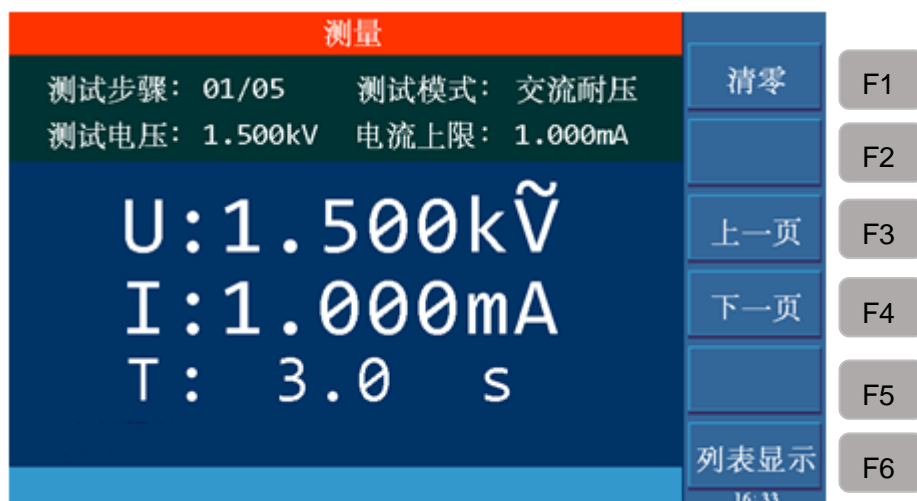 测量
测试步骤： 01/05 测试模式： 交流耐压
测试电压： 1.500kV 电流上限： 1.000mA
U:1.500kṼ
I:1.000mA
T: 3.0 s
清零
上一页
下一页
列表显示
16:33
F1
F2
F3
F4
F5
F6